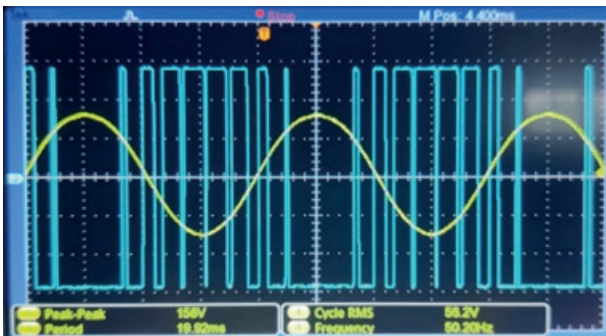 Stop
M Pos: 4.400ms
Peak-Peak 158V
Period 19.92ms
Cycle RMS 56.2V
Frequency 50.20Hz